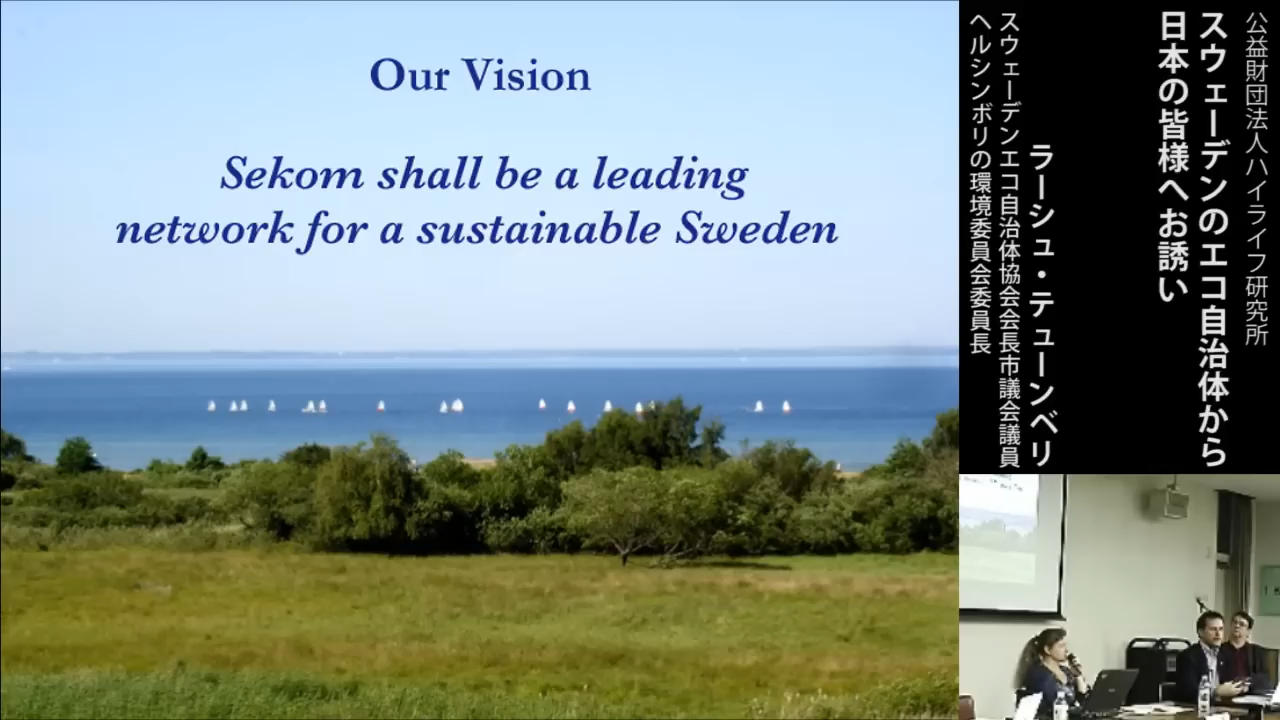 Our Vision
Sekom shall be a leading
network for a sustainable Sweden
公益財団法人ハイライフ研究所
スウェーデンのエコ自治体から
日本の皆様へお誘い
ラーシュ・テューンベリ
スウェーデンエコ自治体協会会長市議会議員
ヘルシンボリの環境委員会委員長